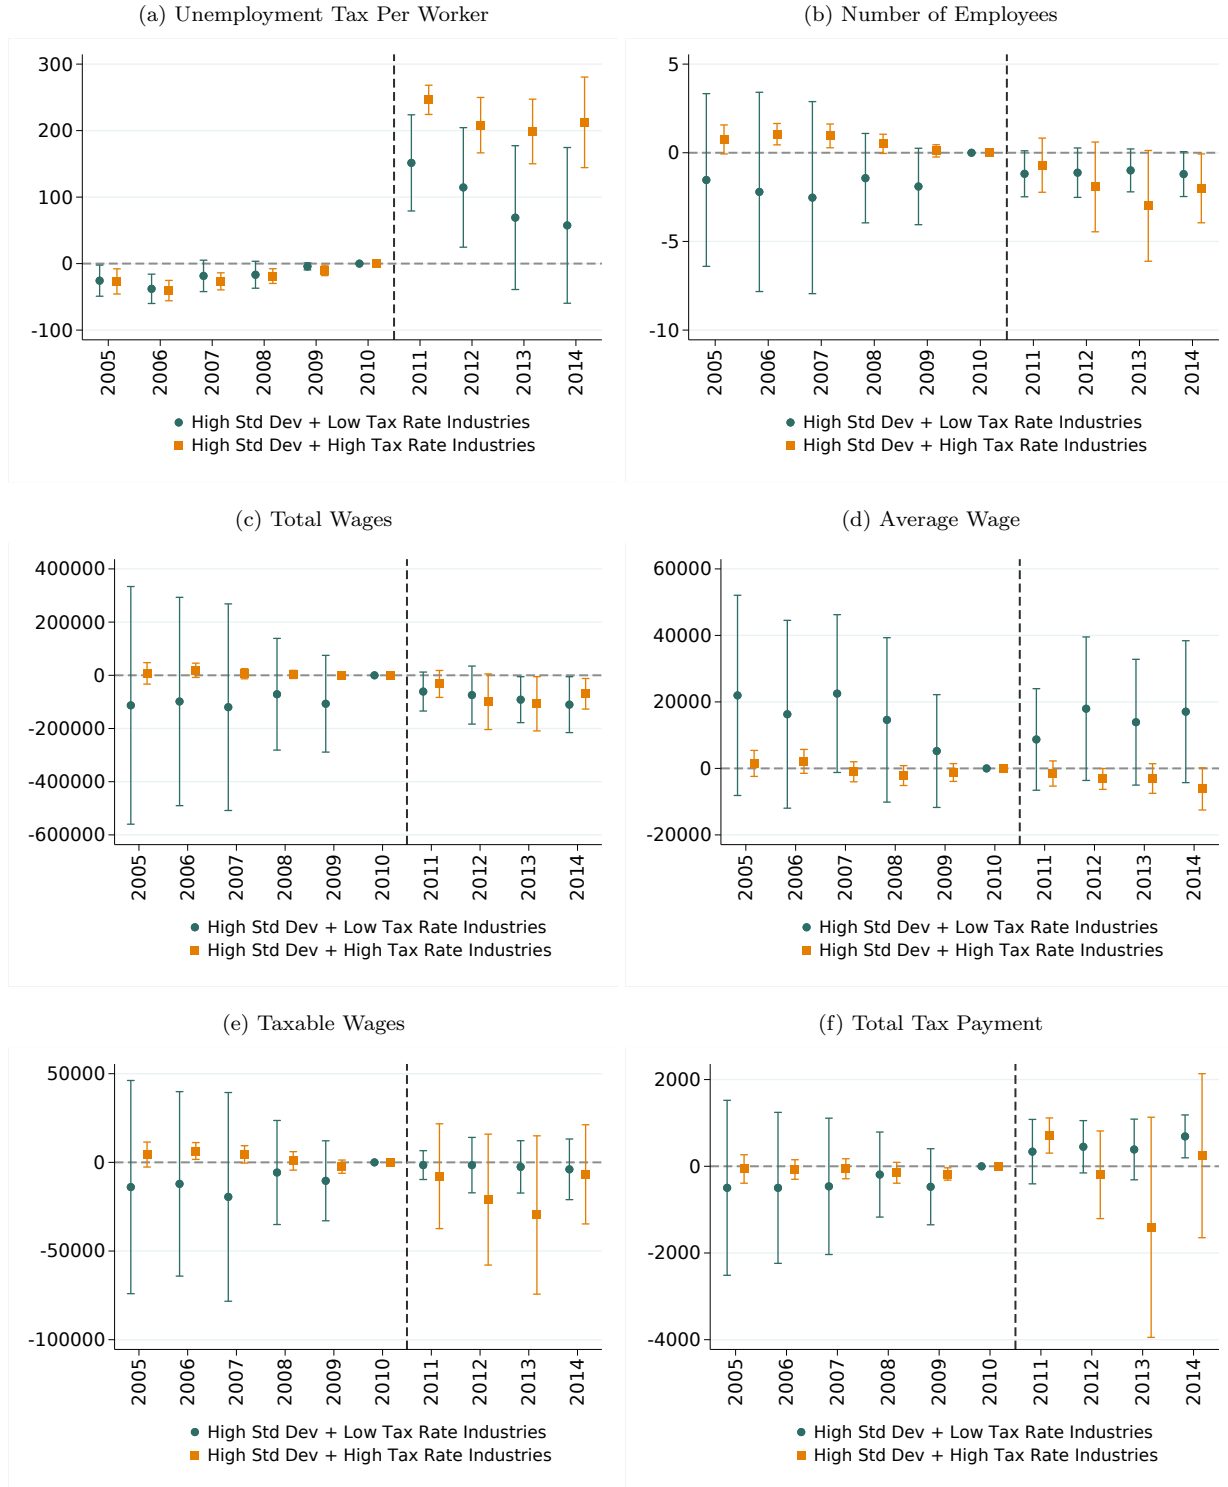 (a) Unemployment Tax Per Worker
300
200
100
0
-100
2005 2006 2007 2008 2009 2010 2011 2012 2013 2014
High Std Dev + Low Tax Rate Industries
High Std Dev + High Tax Rate Industries
(b) Number of Employees
5
0
-5
-10
2005 2006 2007 2008 2009 2010 2011 2012 2013 2014
High Std Dev + Low Tax Rate Industries
High Std Dev + High Tax Rate Industries
(c) Total Wages
400000
200000
0
-200000
-400000
-600000
2005 2006 2007 2008 2009 2010 2011 2012 2013 2014
High Std Dev + Low Tax Rate Industries
High Std Dev + High Tax Rate Industries
(d) Average Wage
60000
40000
20000
0
-20000
2005 2006 2007 2008 2009 2010 2011 2012 2013 2014
High Std Dev + Low Tax Rate Industries
High Std Dev + High Tax Rate Industries
(e) Taxable Wages
50000
0
-50000
-100000
2005 2006 2007 2008 2009 2010 2011 2012 2013 2014
High Std Dev + Low Tax Rate Industries
High Std Dev + High Tax Rate Industries
(f) Total Tax Payment
2000
0
-2000
-4000
2005 2006 2007 2008 2009 2010 2011 2012 2013 2014
High Std Dev + Low Tax Rate Industries
High Std Dev + High Tax Rate Industries